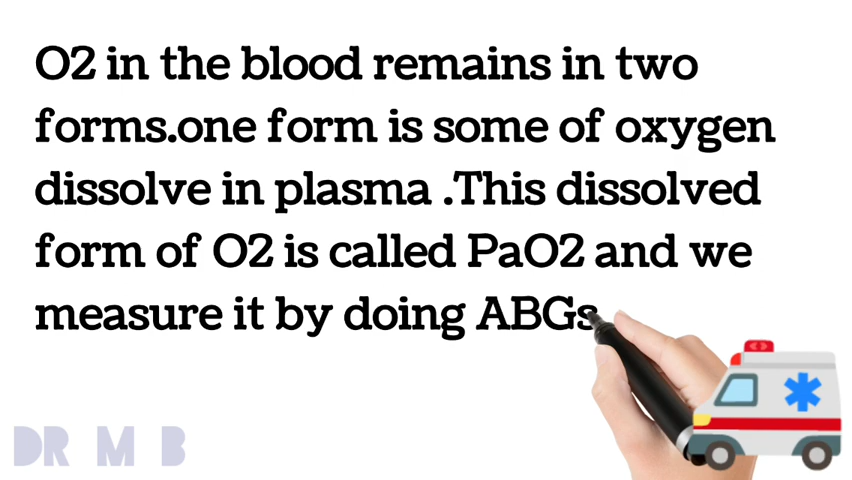 O2 in the blood remains in two
forms.one form is some of oxygen
dissolve in plasma .This dissolved
form of O2 is called PaO2 and we
measure it by doing ABGs
DR M B